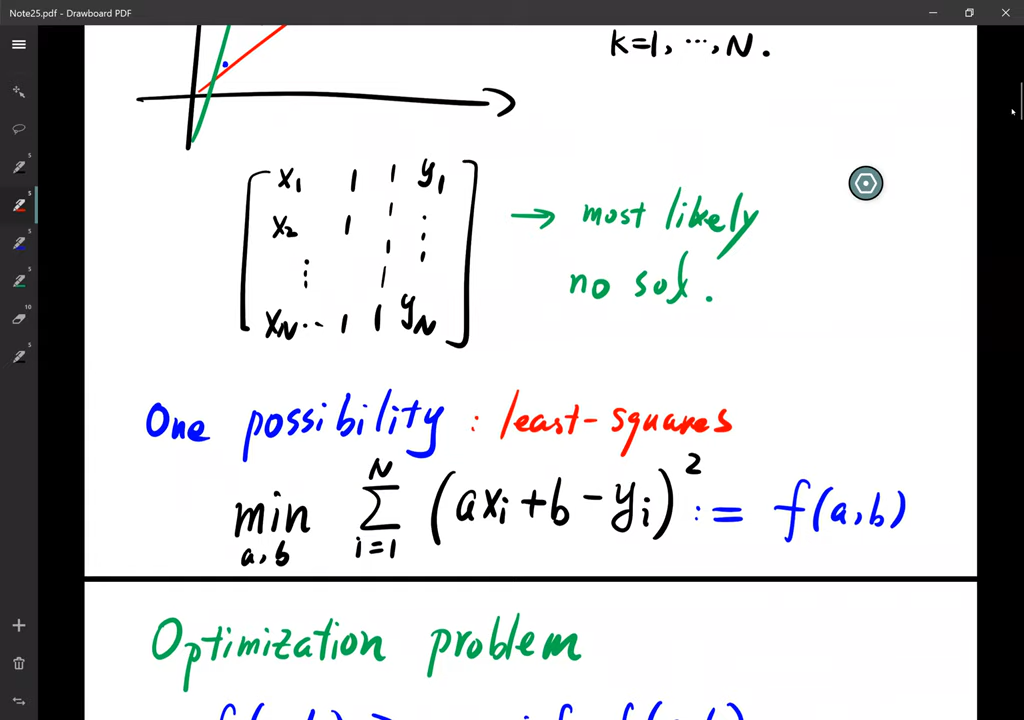 Note25.pdf - Drawboard PDF
k=1, ..., N.
x₁ 1 | y₁
x₂ 1 | ⋮
⋮ | ⋮
x_N ·· 1 | y_N
→ most likely
no sol.
One possibility : least-squares
min_{a,b} ∑_{i=1}^{N} (ax_i + b - y_i)² := f(a,b)
Optimization problem